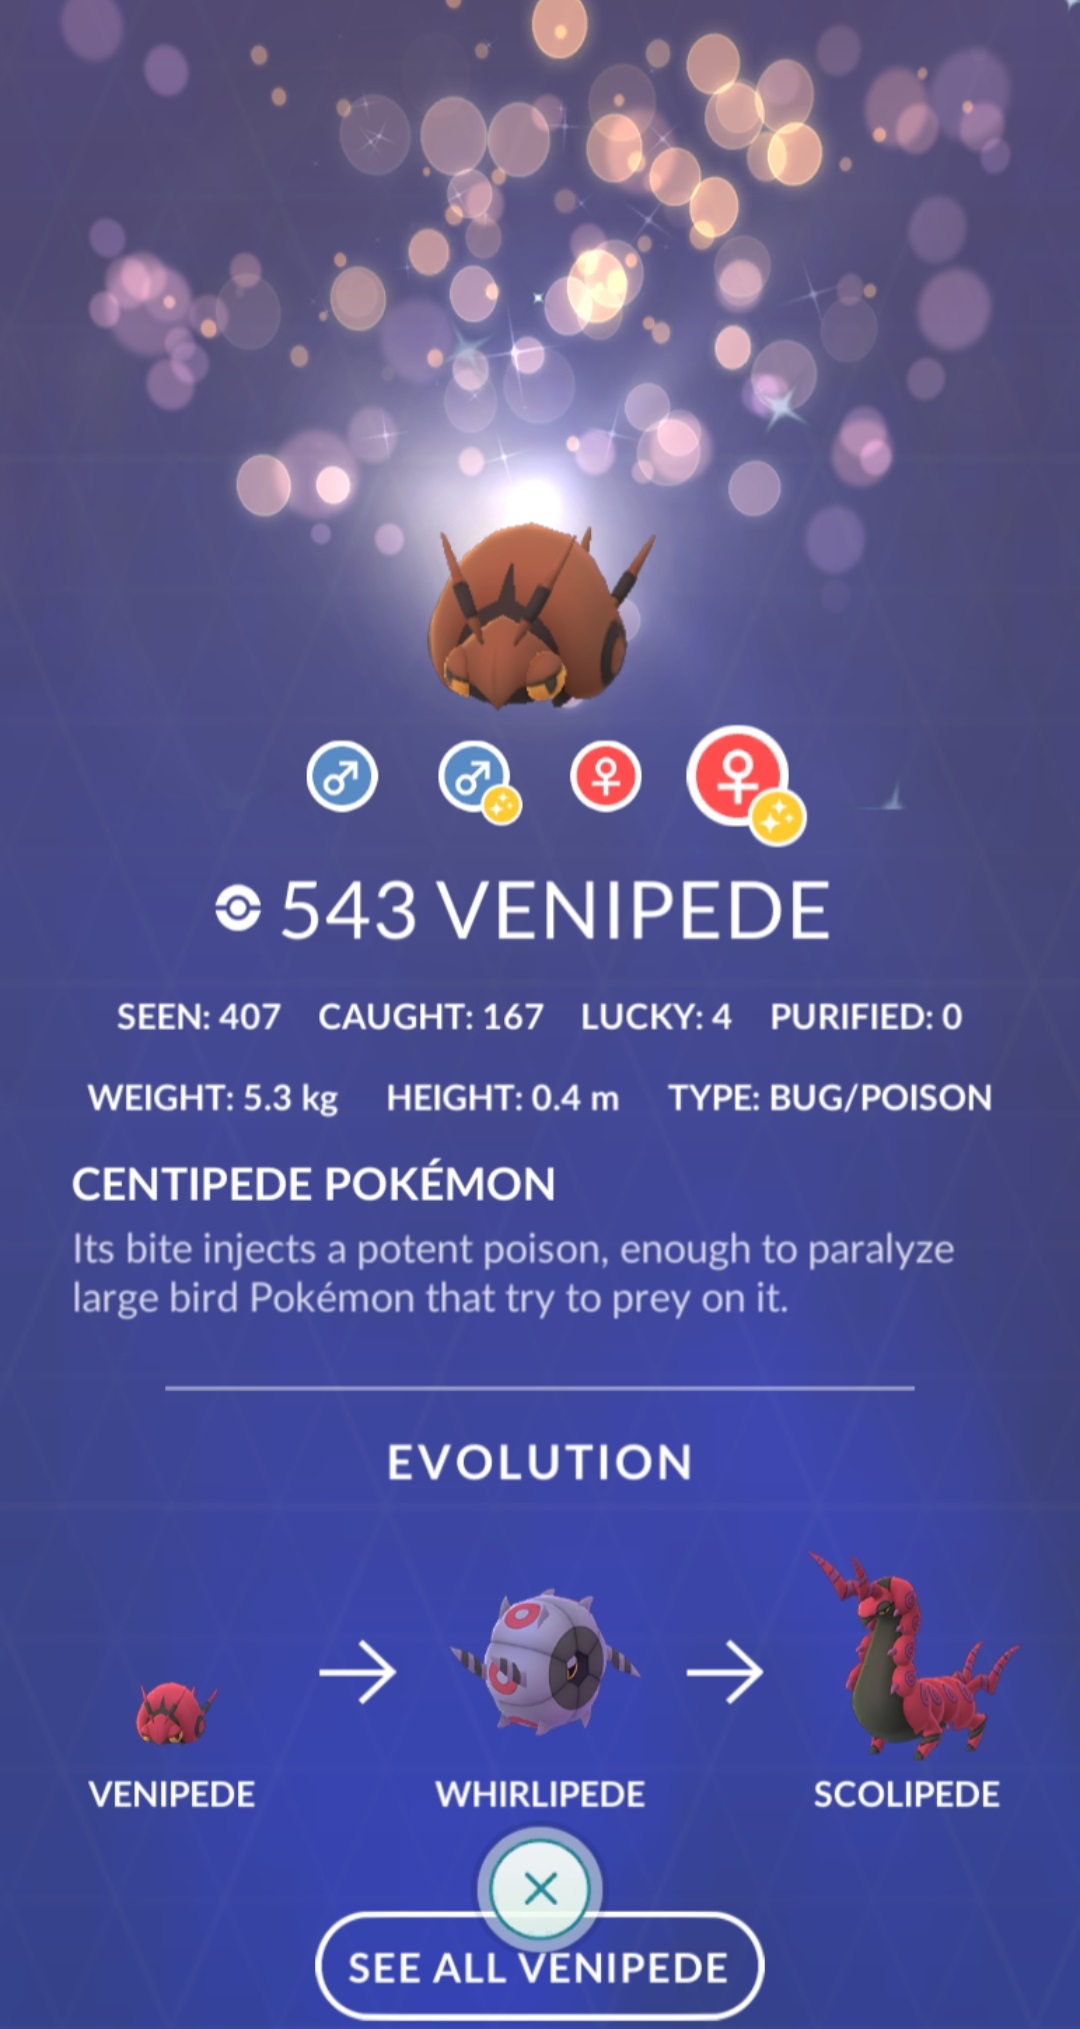 543 VENIPEDE
SEEN: 407 CAUGHT: 167 LUCKY: 4 PURIFIED: 0
WEIGHT: 5.3 kg HEIGHT: 0.4 m TYPE: BUG/POISON
CENTIPEDE POKÉMON
Its bite injects a potent poison, enough to paralyze
large bird Pokémon that try to prey on it.
EVOLUTION
VENIPEDE WHIRLIPEDE SCOLIPEDE
SEE ALL VENIPEDE